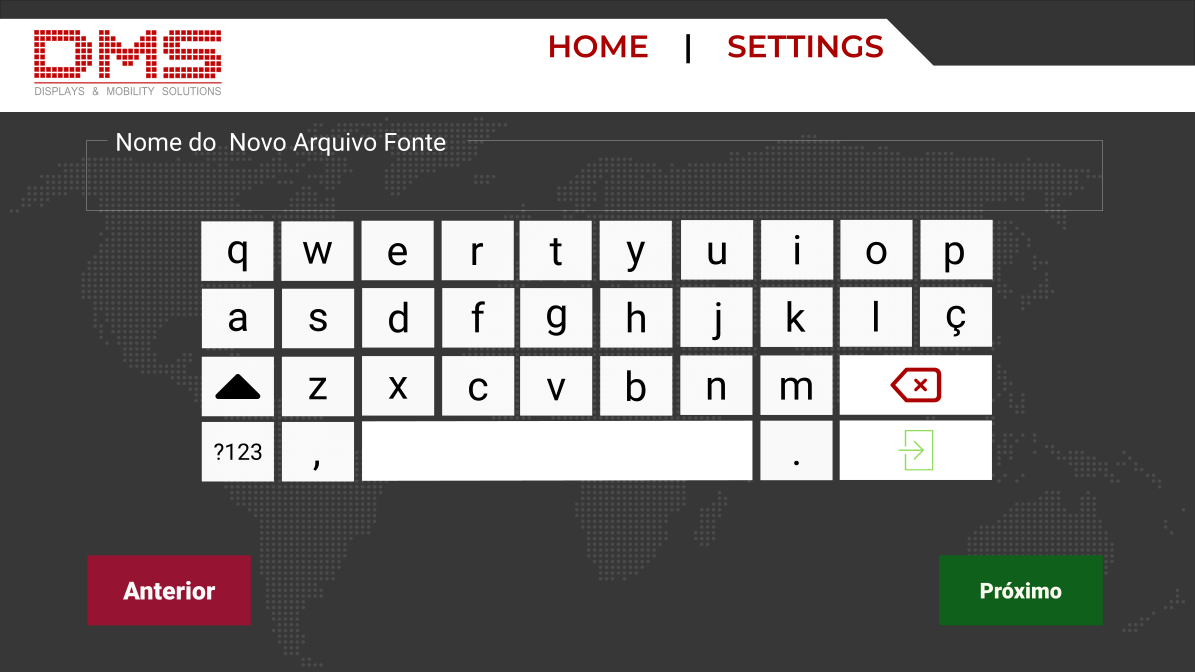 DMS
DISPLAYS & MOBILITY SOLUTIONS
HOME | SETTINGS
Nome do Novo Arquivo Fonte
q w e r t y u i o p
a s d f g h j k l ç
z x c v b n m
?123 , .
Anterior
Próximo